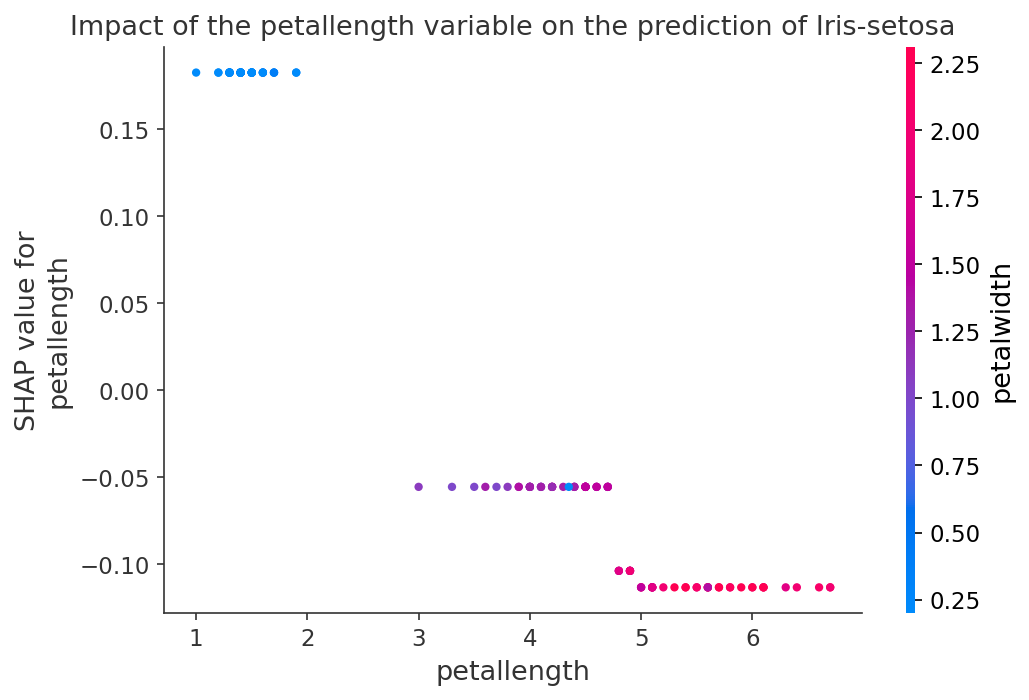 Impact of the petallength variable on the prediction of Iris-setosa
SHAP value for
petallength
0.15
0.10
0.05
0.00
−0.05
−0.10
1 2 3 4 5 6
petallength
2.25
2.00
1.75
1.50
1.25
1.00
0.75
0.50
0.25
petalwidth